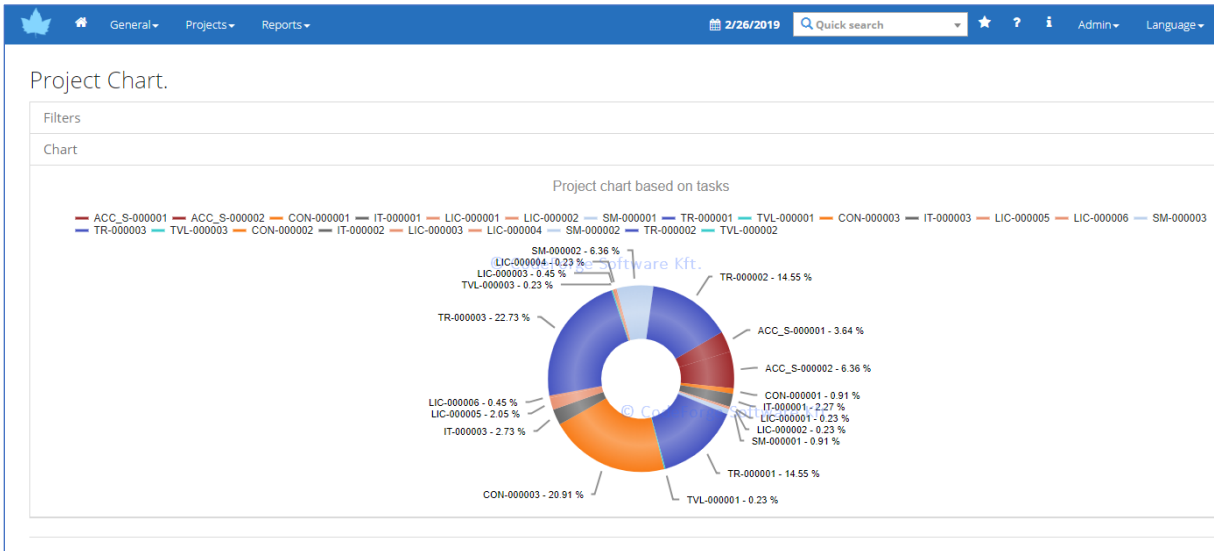 General Projects Reports 2/26/2019 Quick search ? i Admin Language
Project Chart.
Filters
Chart
Project chart based on tasks
ACC_S-000001 ACC_S-000002 CON-000001 IT-000001 LIC-000001 LIC-000002 SM-000001 TR-000001 TVL-000001 CON-000003 IT-000003 LIC-000005 LIC-000006 SM-000003
TR-000003 TVL-000003 CON-000002 IT-000002 LIC-000003 LIC-000004 SM-000002 TR-000002 TVL-000002
SM-000002 - 6.36 %
LIC-000004 - 0.23 %
Software Kft.
LIC-000003 - 0.45 %
TVL-000003 - 0.23 %
TR-000002 - 14.55 %
TR-000003 - 22.73 %
ACC_S-000001 - 3.64 %
ACC_S-000002 - 6.36 %
CON-000001 - 0.91 %
LIC-000006 - 0.45 %
IT-000001 - 2.27 %
LIC-000005 - 2.05 %
LIC-000001 - 0.23 %
LIC-000002 - 0.23 %
IT-000003 - 2.73 %
SM-000001 - 0.91 %
TR-000001 - 14.55 %
CON-000003 - 20.91 %
TVL-000001 - 0.23 %